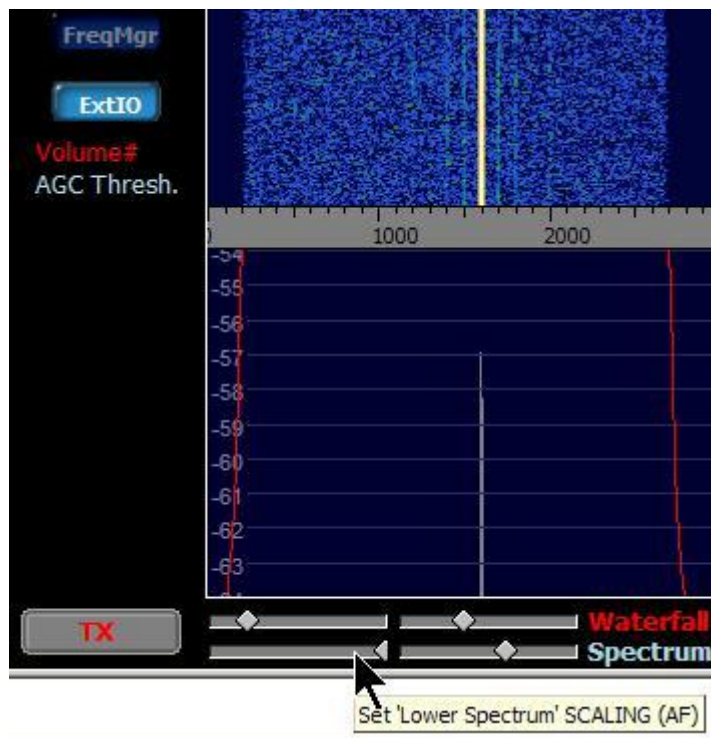 FreqMgr
ExtIO
Volume#
AGC Thresh.
1000
2000
-54
-55
-56
-57
-58
-59
-60
-61
-62
-63
TX
Waterfall
Spectrum
Set 'Lower Spectrum' SCALING (AF)